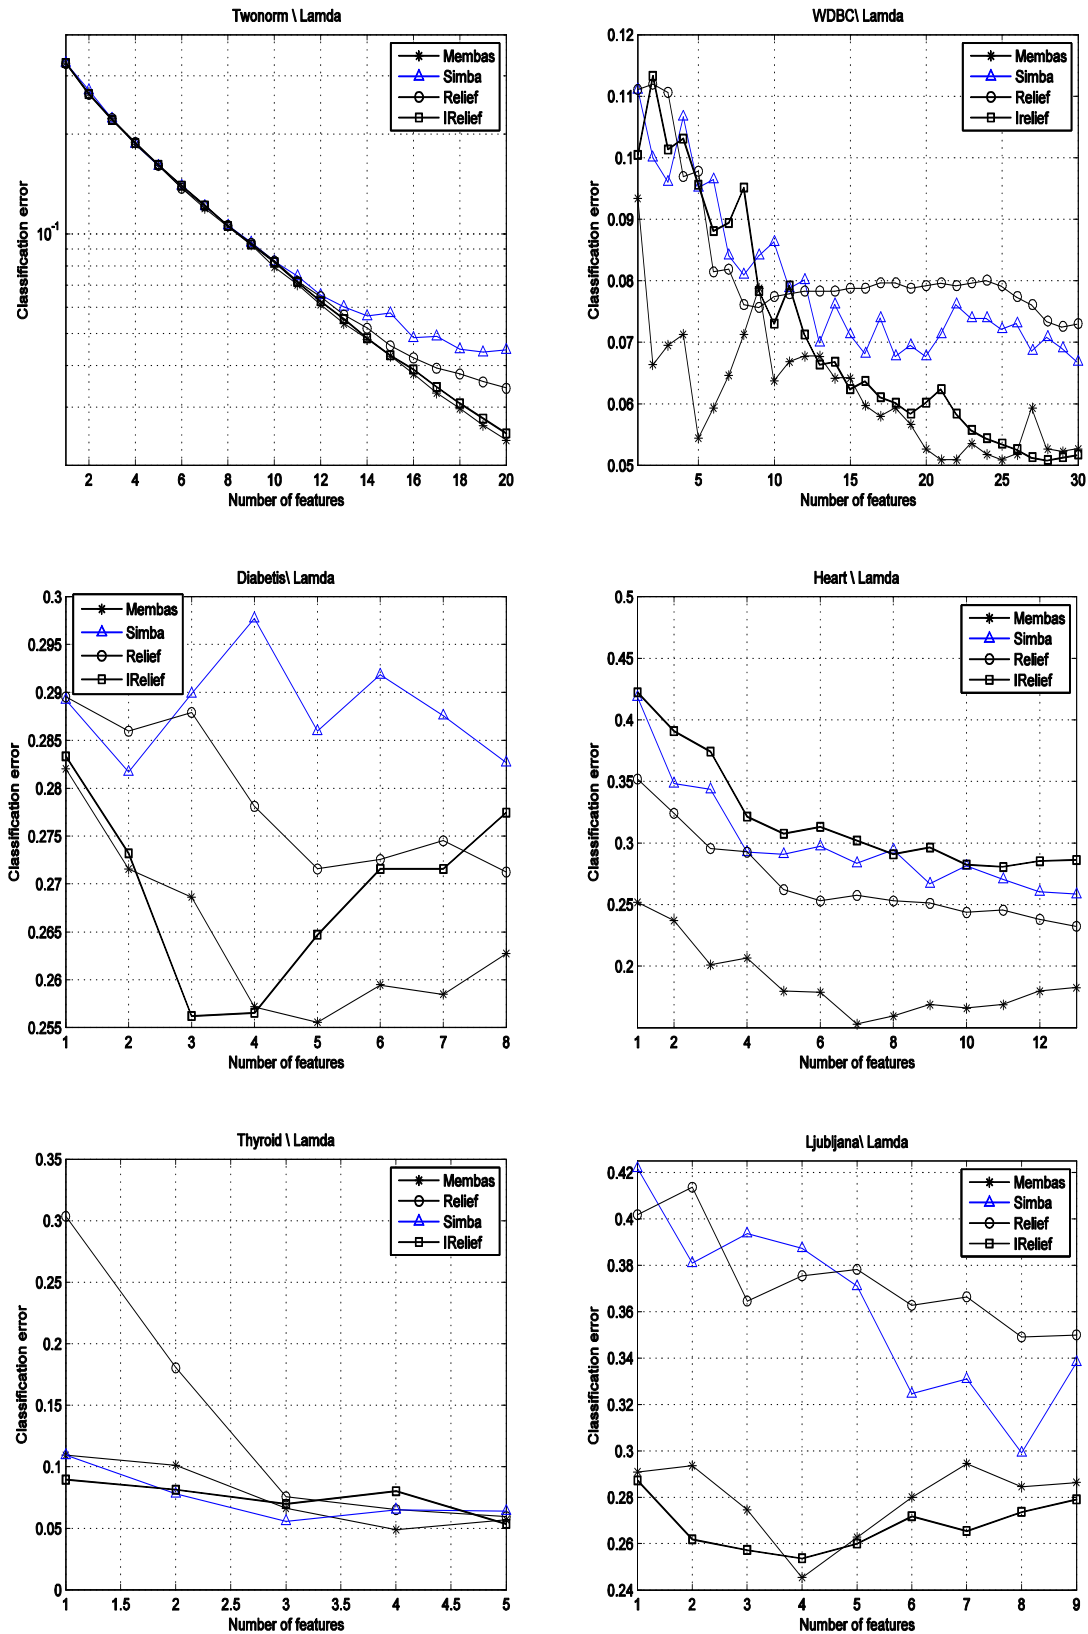 Twonorm \ Lamda
Membas
Simba
Relief
IRelief
10-1
Classification error
2 4 6 8 10 12 14 16 18 20
Number of features
WDBC\ Lamda
0.12
0.11
0.1
0.09
0.08
0.07
0.06
0.05
Membas
Simba
Relief
Irelief
Classification error
5 10 15 20 25 30
Number of features
Diabetis\ Lamda
0.3
0.295
0.29
0.285
0.28
0.275
0.27
0.265
0.26
0.255
Membas
Simba
Relief
IRelief
Classification error
1 2 3 4 5 6 7 8
Number of features
Heart \ Lamda
0.5
0.45
0.4
0.35
0.3
0.25
0.2
Membas
Simba
Relief
IRelief
Classification error
1 2 4 6 8 10 12
Number of features
Thyroid \ Lamda
0.35
0.3
0.25
0.2
0.15
0.1
0.05
0
Membas
Relief
Simba
IRelief
Classification error
1 1.5 2 2.5 3 3.5 4 4.5 5
Number of features
Ljubljana\ Lamda
0.42
0.4
0.38
0.36
0.34
0.32
0.3
0.28
0.26
0.24
Membas
Simba
Relief
IRelief
Classification error
1 2 3 4 5 6 7 8 9
Number of features